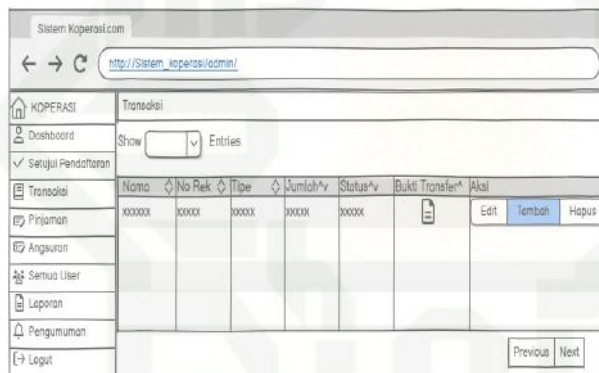 Sistem Koperasi.com
http://Sistem_koperasi/admin/
KOPERASI
Dashboard
Setujui Pendaftaran
Transaksi
Pinjaman
Angsuran
Semua User
Laporan
Pengumuman
Logut
Transaksi
Show Entries
Nama No Rek Tipe Jumlah^v Status^v Bukti Transfer^ Aksi
xxxxxx xxxxx xxxxx xxxxx xxxxx Edit Tambah Hapus
Previous Next